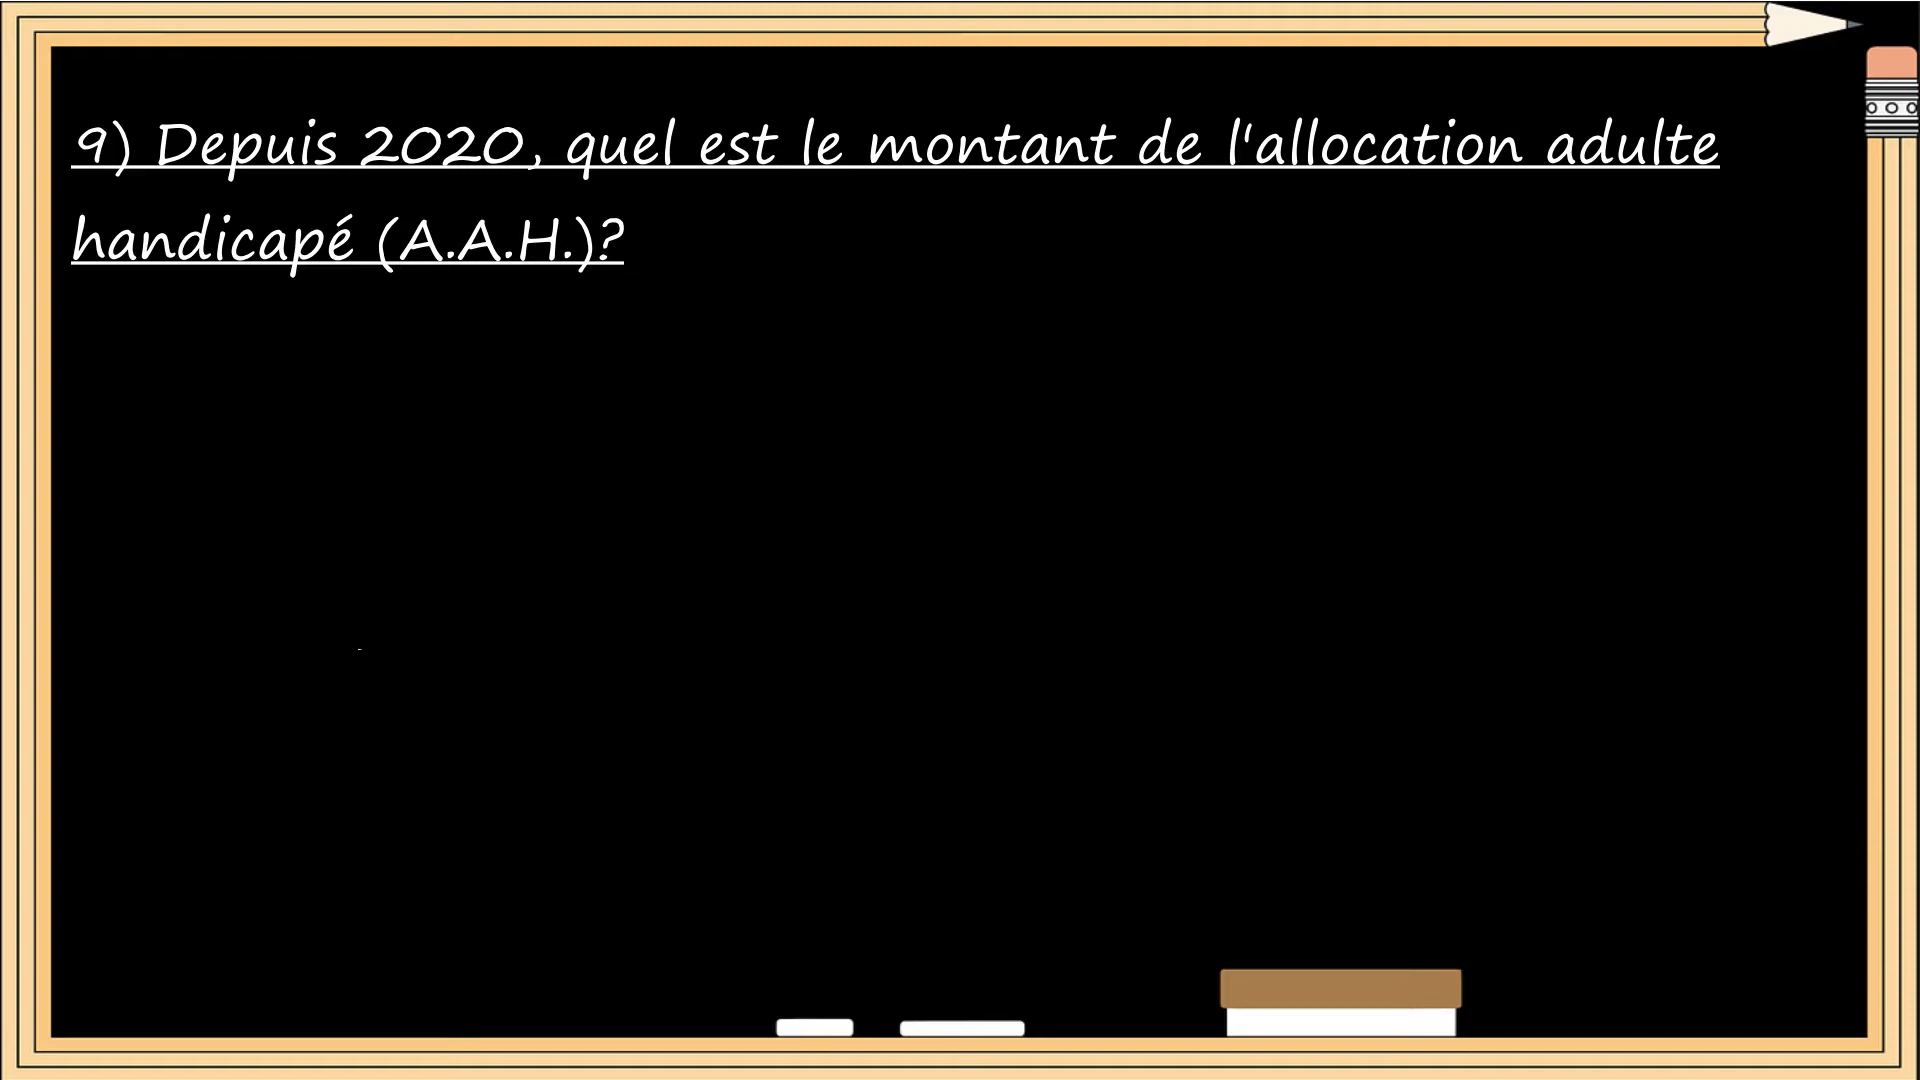 9) Depuis 2020, quel est le montant de l'allocation adulte
handicapé (A.A.H.)?